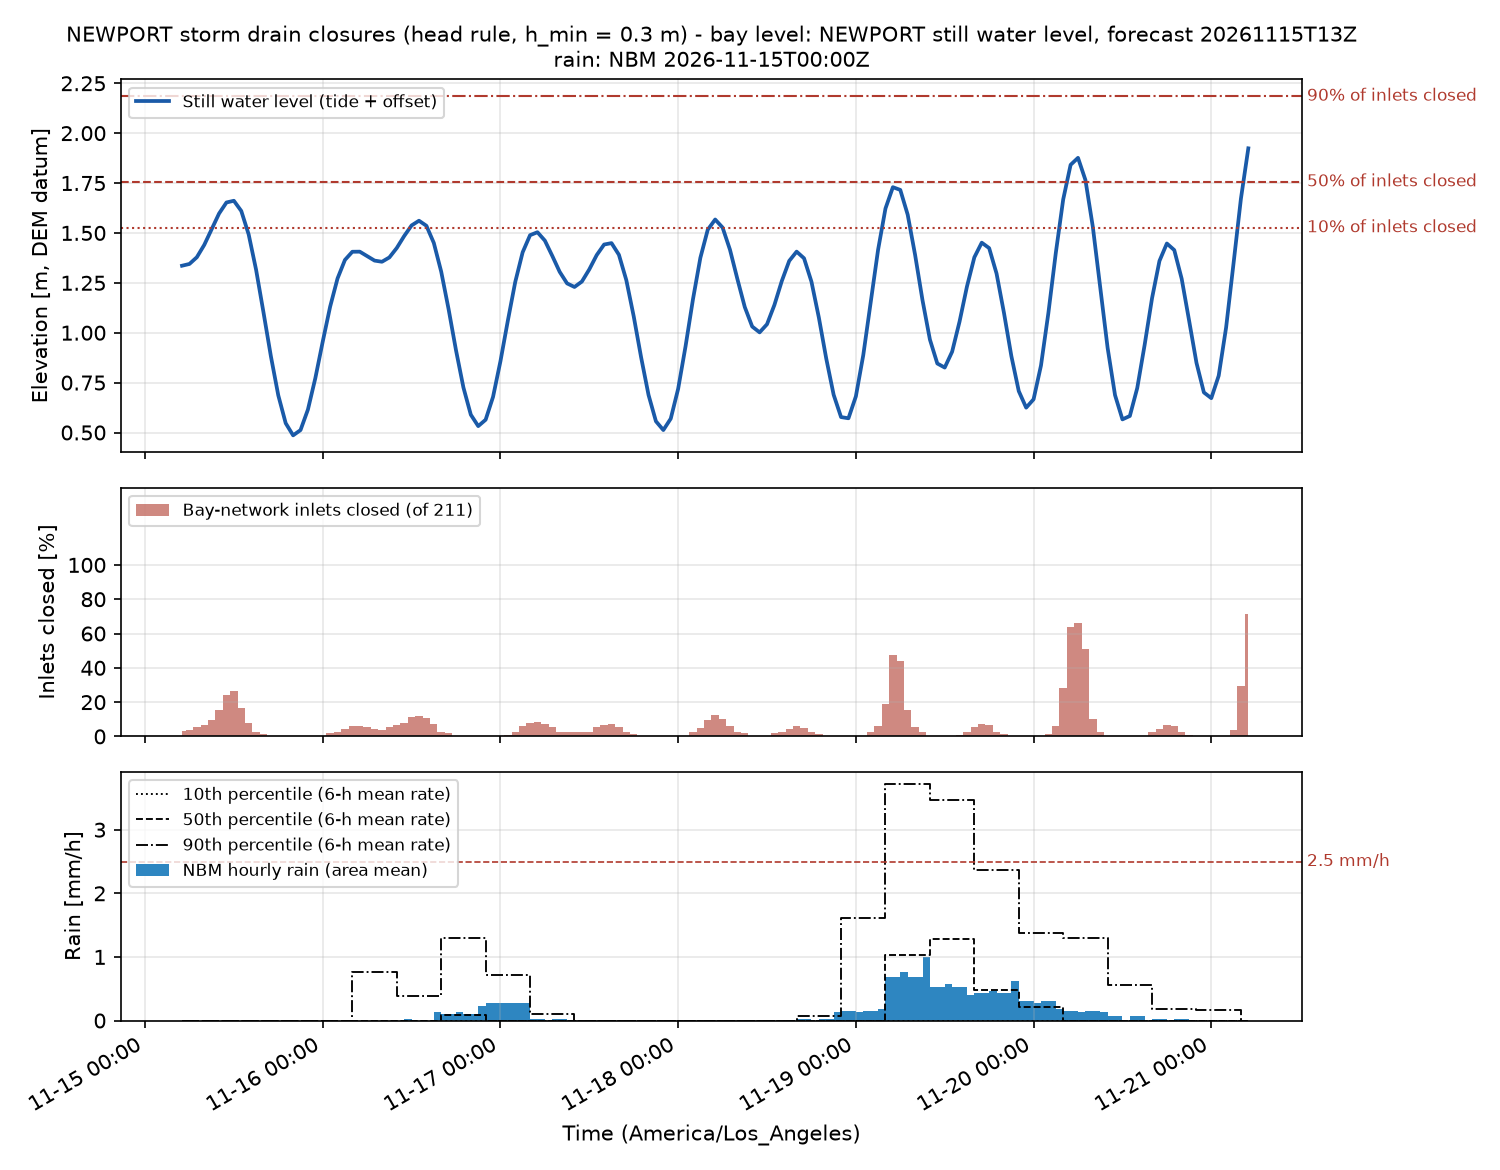 NEWPORT storm drain closures (head rule, h_min = 0.3 m) - bay level: NEWPORT still water level, forecast 20261115T13Z
rain: NBM 2026-11-15T00:00Z
Elevation [m, DEM datum]
2.25
2.00
1.75
1.50
1.25
1.00
0.75
0.50
Still water level (tide + offset)
90% of inlets closed
50% of inlets closed
10% of inlets closed
Inlets closed [%]
100
80
60
40
20
0
Bay-network inlets closed (of 211)
Rain [mm/h]
3
2
1
0
10th percentile (6-h mean rate)
50th percentile (6-h mean rate)
90th percentile (6-h mean rate)
NBM hourly rain (area mean)
2.5 mm/h
11-15 00:00
11-16 00:00
11-17 00:00
11-18 00:00
11-19 00:00
11-20 00:00
11-21 00:00
Time (America/Los_Angeles)